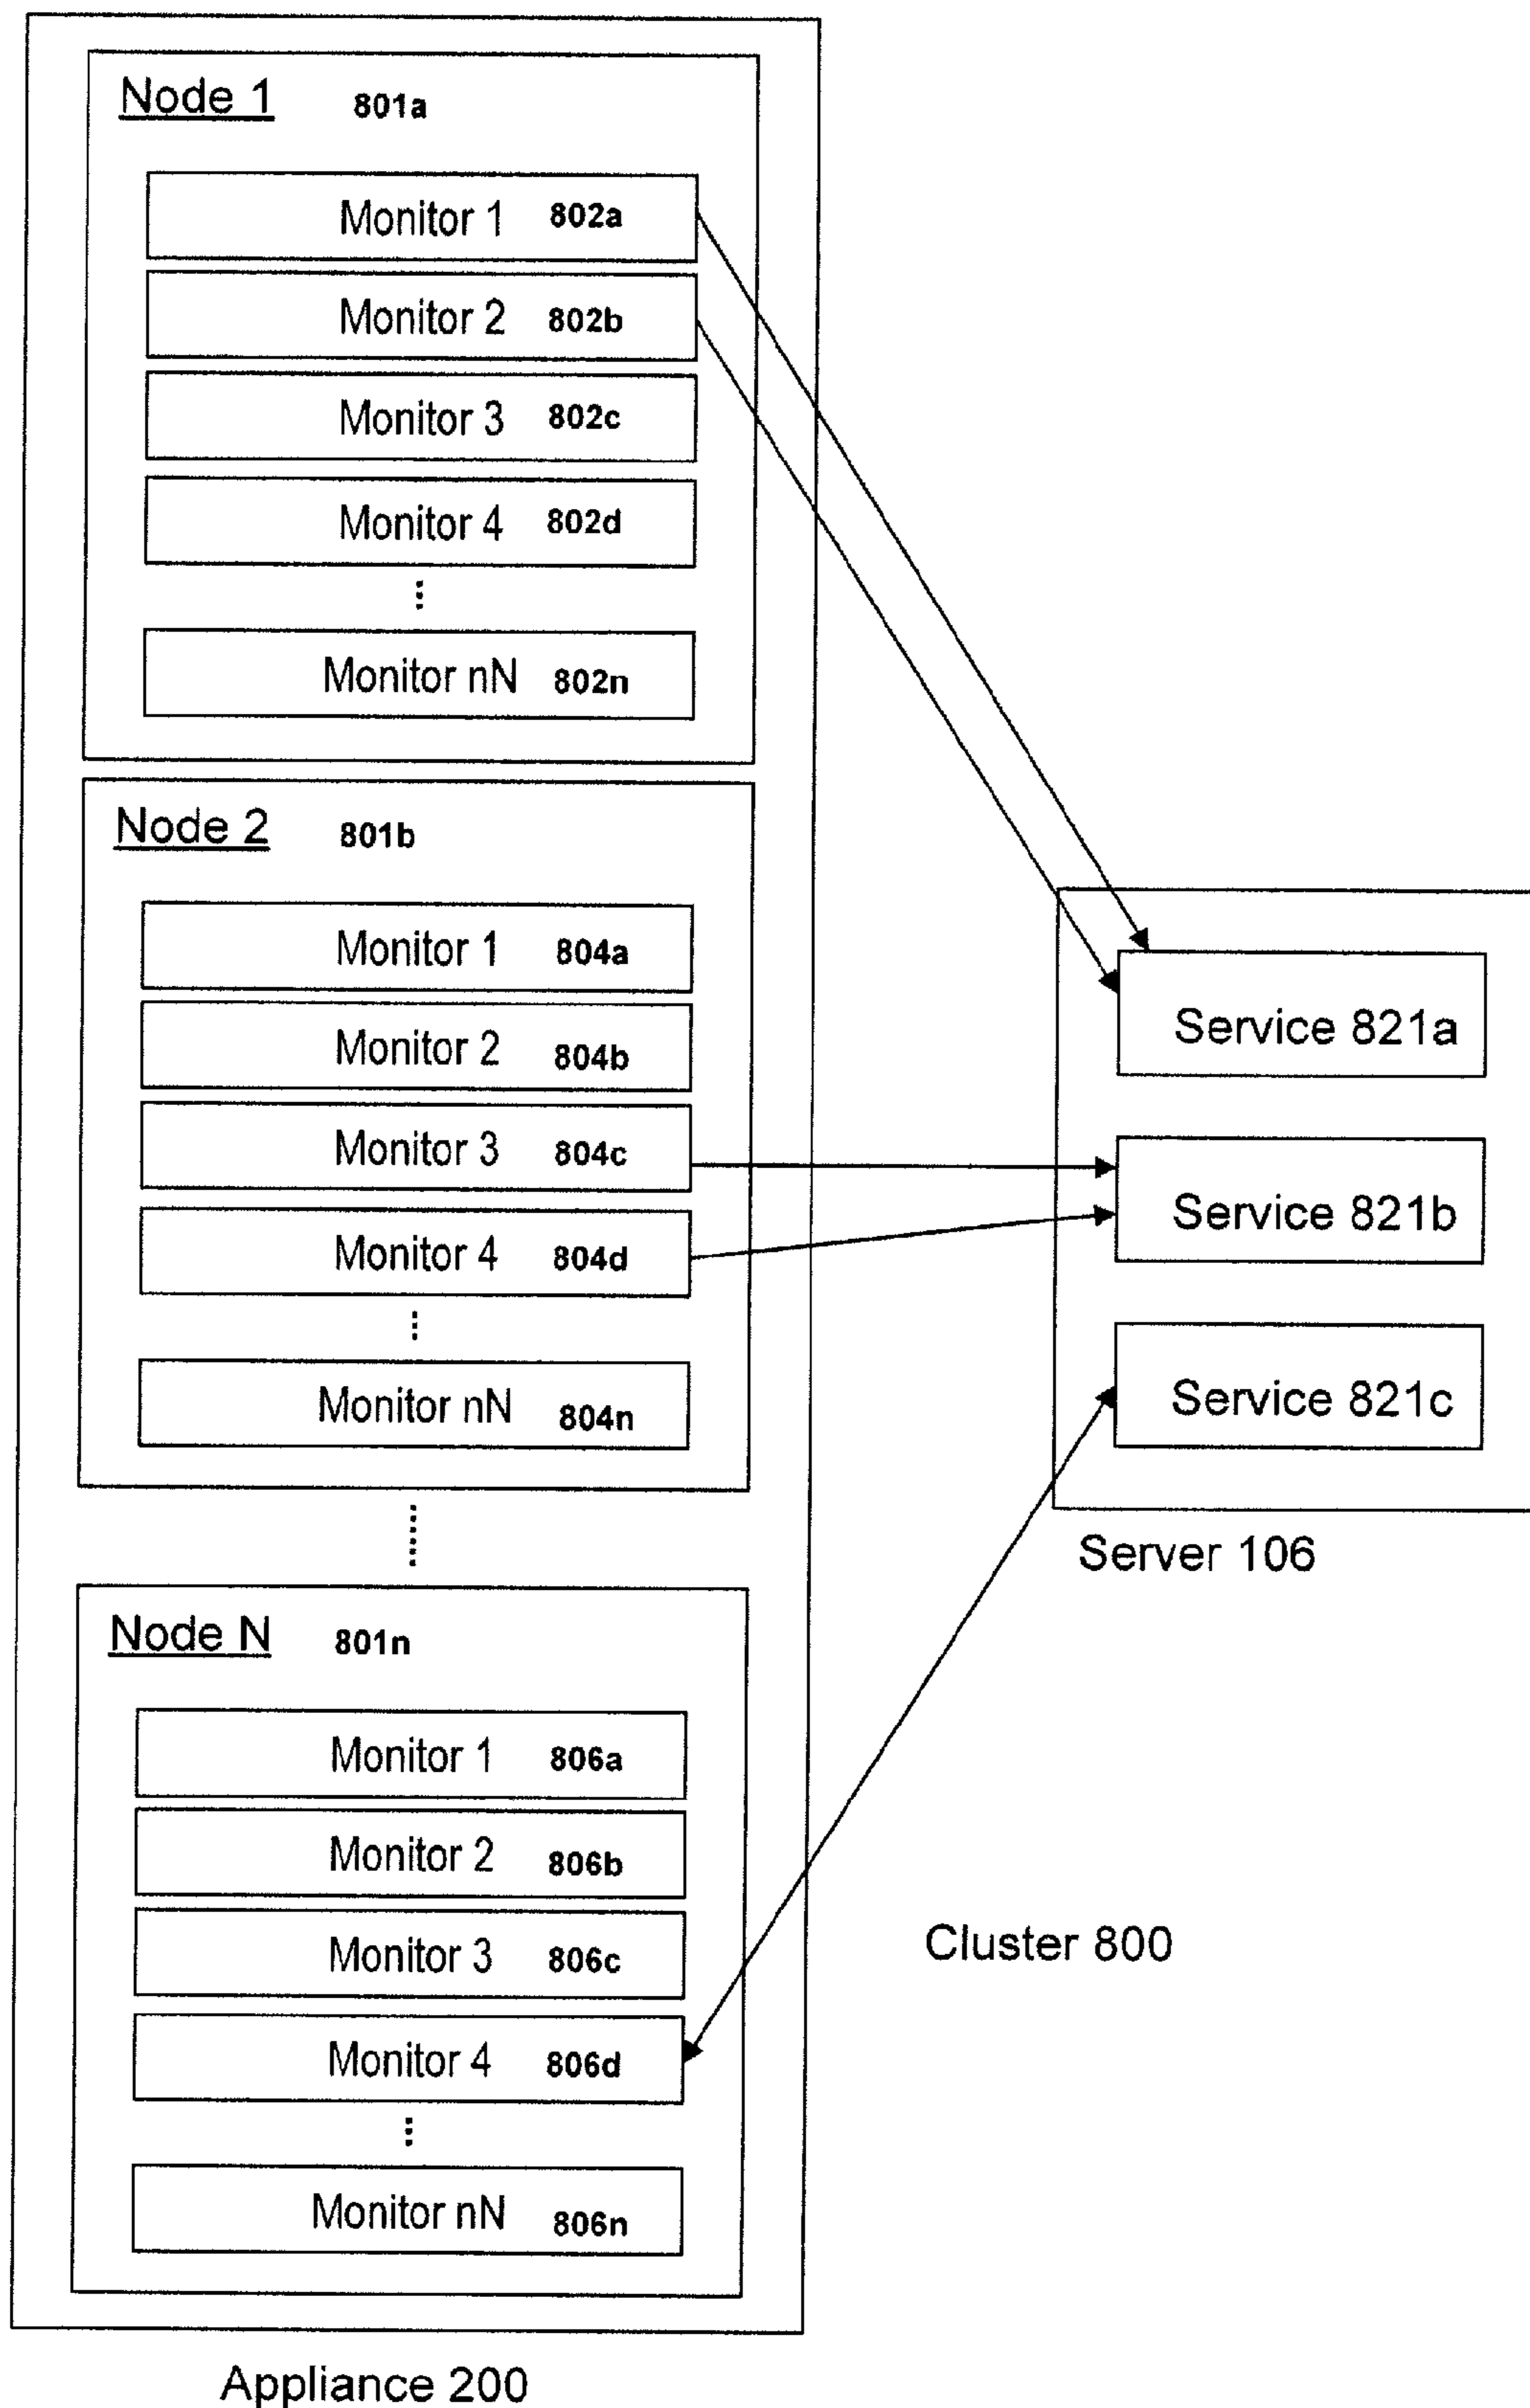 Node 1 801a
Monitor 1 802a
Monitor 2 802b
Monitor 3 802c
Monitor 4 802d
Monitor nN 802n
Node 2 801b
Monitor 1 804a
Monitor 2 804b
Monitor 3 804c
Monitor 4 804d
Monitor nN 804n
Node N 801n
Monitor 1 806a
Monitor 2 806b
Monitor 3 806c
Monitor 4 806d
Monitor nN 806n
Appliance 200
Service 821a
Service 821b
Service 821c
Server 106
Cluster 800